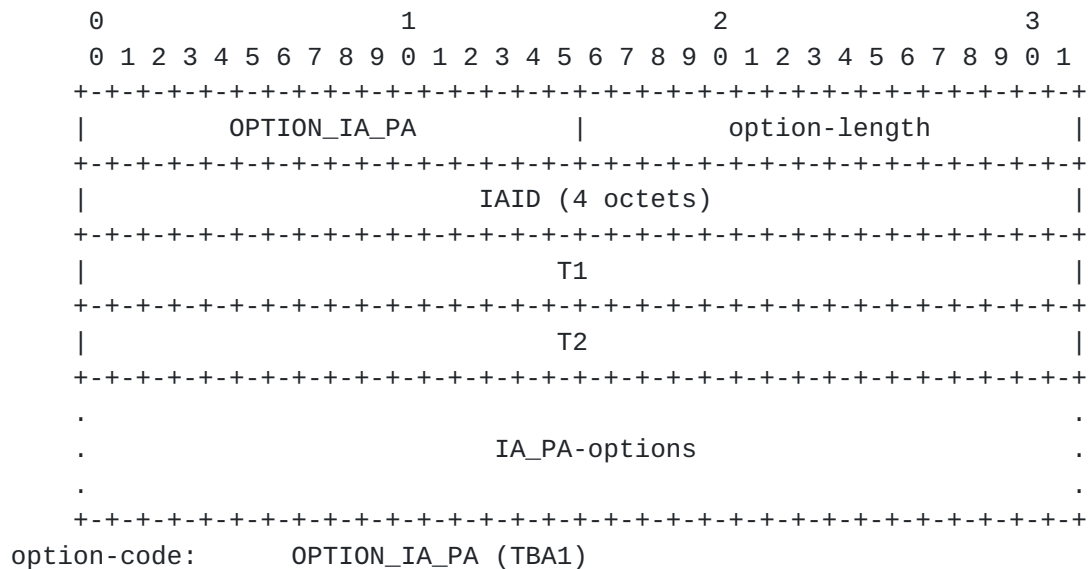 0                   1                   2                   3
 0 1 2 3 4 5 6 7 8 9 0 1 2 3 4 5 6 7 8 9 0 1 2 3 4 5 6 7 8 9 0 1
+-+-+-+-+-+-+-+-+-+-+-+-+-+-+-+-+-+-+-+-+-+-+-+-+-+-+-+-+-+-+-+-+
|         OPTION_IA_PA          |         option-length         |
+-+-+-+-+-+-+-+-+-+-+-+-+-+-+-+-+-+-+-+-+-+-+-+-+-+-+-+-+-+-+-+-+
|                         IAID (4 octets)                       |
+-+-+-+-+-+-+-+-+-+-+-+-+-+-+-+-+-+-+-+-+-+-+-+-+-+-+-+-+-+-+-+-+
|                              T1                               |
+-+-+-+-+-+-+-+-+-+-+-+-+-+-+-+-+-+-+-+-+-+-+-+-+-+-+-+-+-+-+-+-+
|                              T2                               |
+-+-+-+-+-+-+-+-+-+-+-+-+-+-+-+-+-+-+-+-+-+-+-+-+-+-+-+-+-+-+-+-+
.                                                               .
.                          IA_PA-options                        .
.                                                               .
+-+-+-+-+-+-+-+-+-+-+-+-+-+-+-+-+-+-+-+-+-+-+-+-+-+-+-+-+-+-+-+-+
option-code:      OPTION_IA_PA (TBA1)